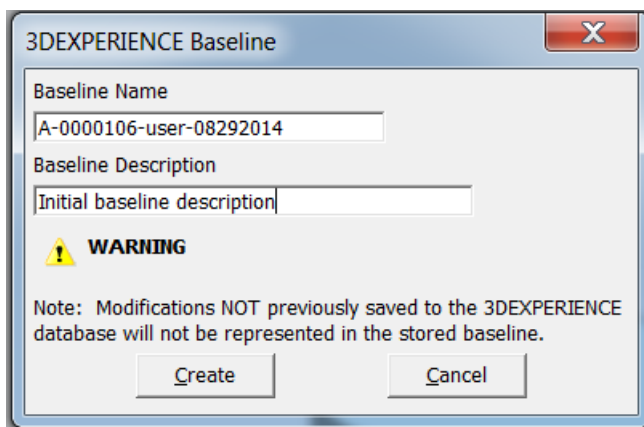 3DEXPERIENCE Baseline
Baseline Name
A-0000106-user-08292014
Baseline Description
Initial baseline description
WARNING
Note:  Modifications NOT previously saved to the 3DEXPERIENCE
database will not be represented in the stored baseline.
Create Cancel